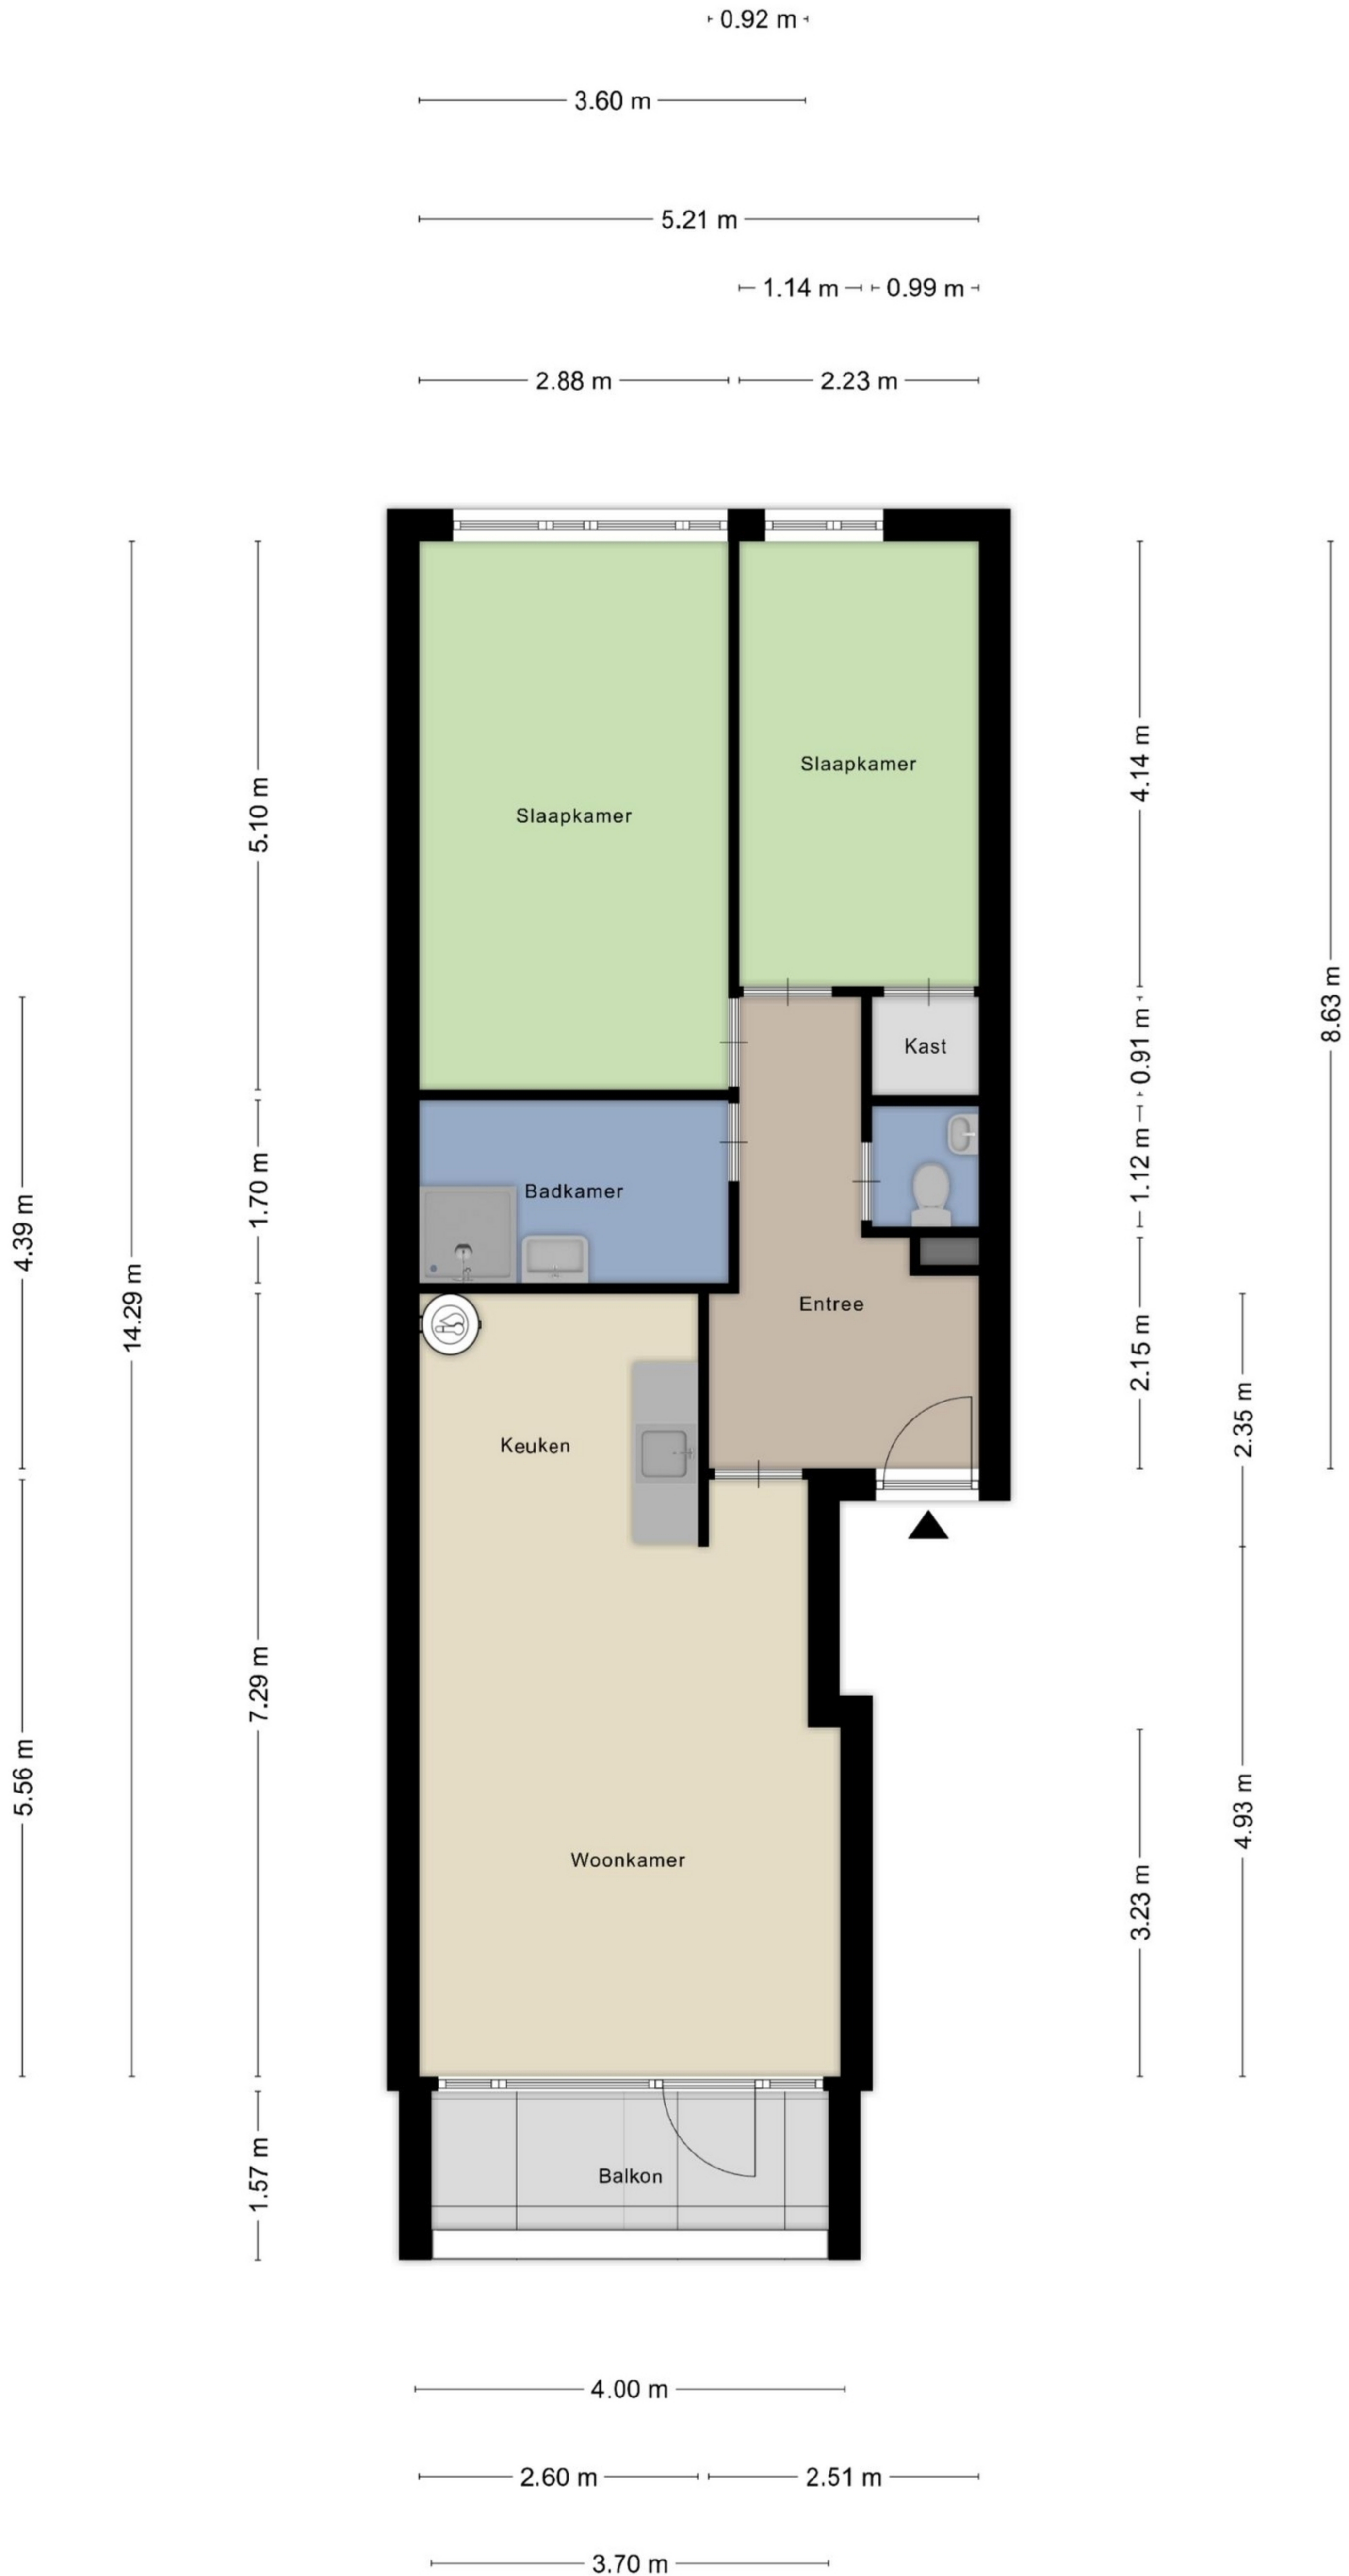 0.92 m
3.60 m
5.21 m
1.14 m
0.99 m
2.88 m
2.23 m
4.14 m
Slaapkamer
Slaapkamer
5.10 m
8.63 m
0.91 m
Kast
1.12 m
1.70 m
Badkamer
4.39 m
14.29 m
Entree
2.15 m
2.35 m
Keuken
7.29 m
5.56 m
4.93 m
Woonkamer
3.23 m
1.57 m
Balkon
4.00 m
2.60 m
2.51 m
3.70 m